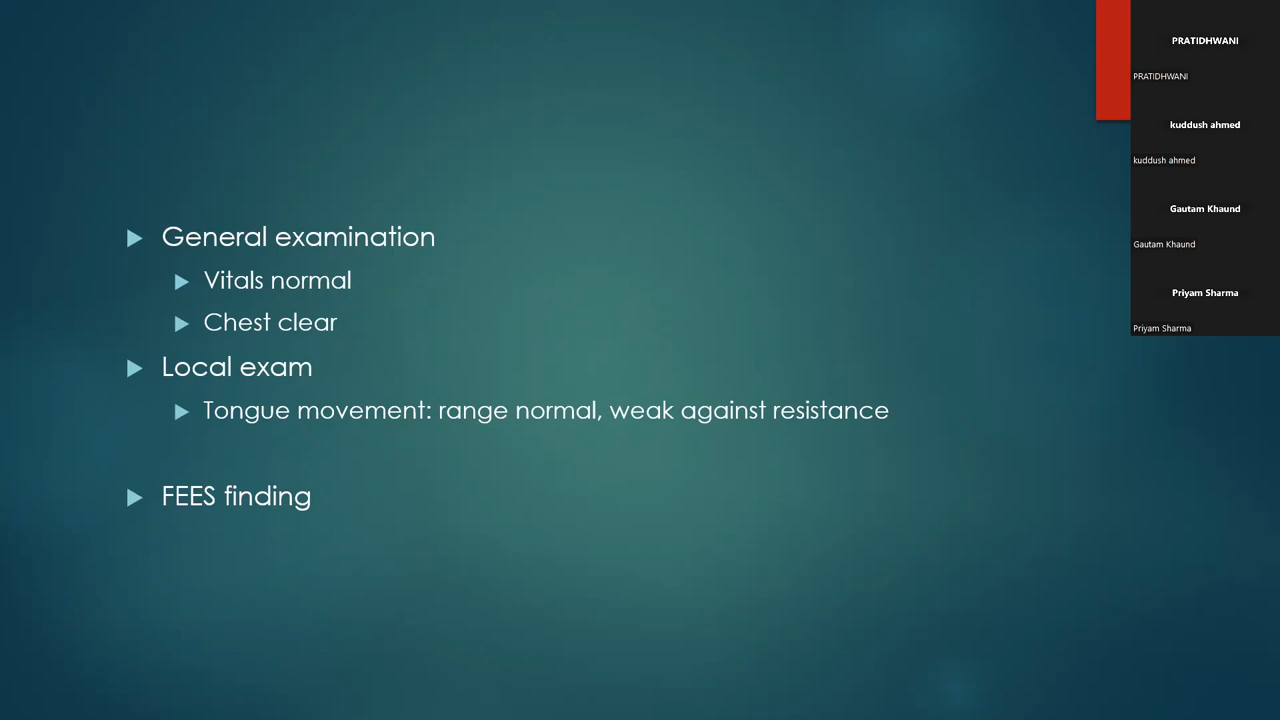 General examination
Vitals normal
Chest clear
Local exam
Tongue movement: range normal, weak against resistance
FEES finding
PRATIDHWANI
PRATIDHWANI
kuddush ahmed
kuddush ahmed
Gautam Khaund
Gautam Khaund
Priyam Sharma
Priyam Sharma